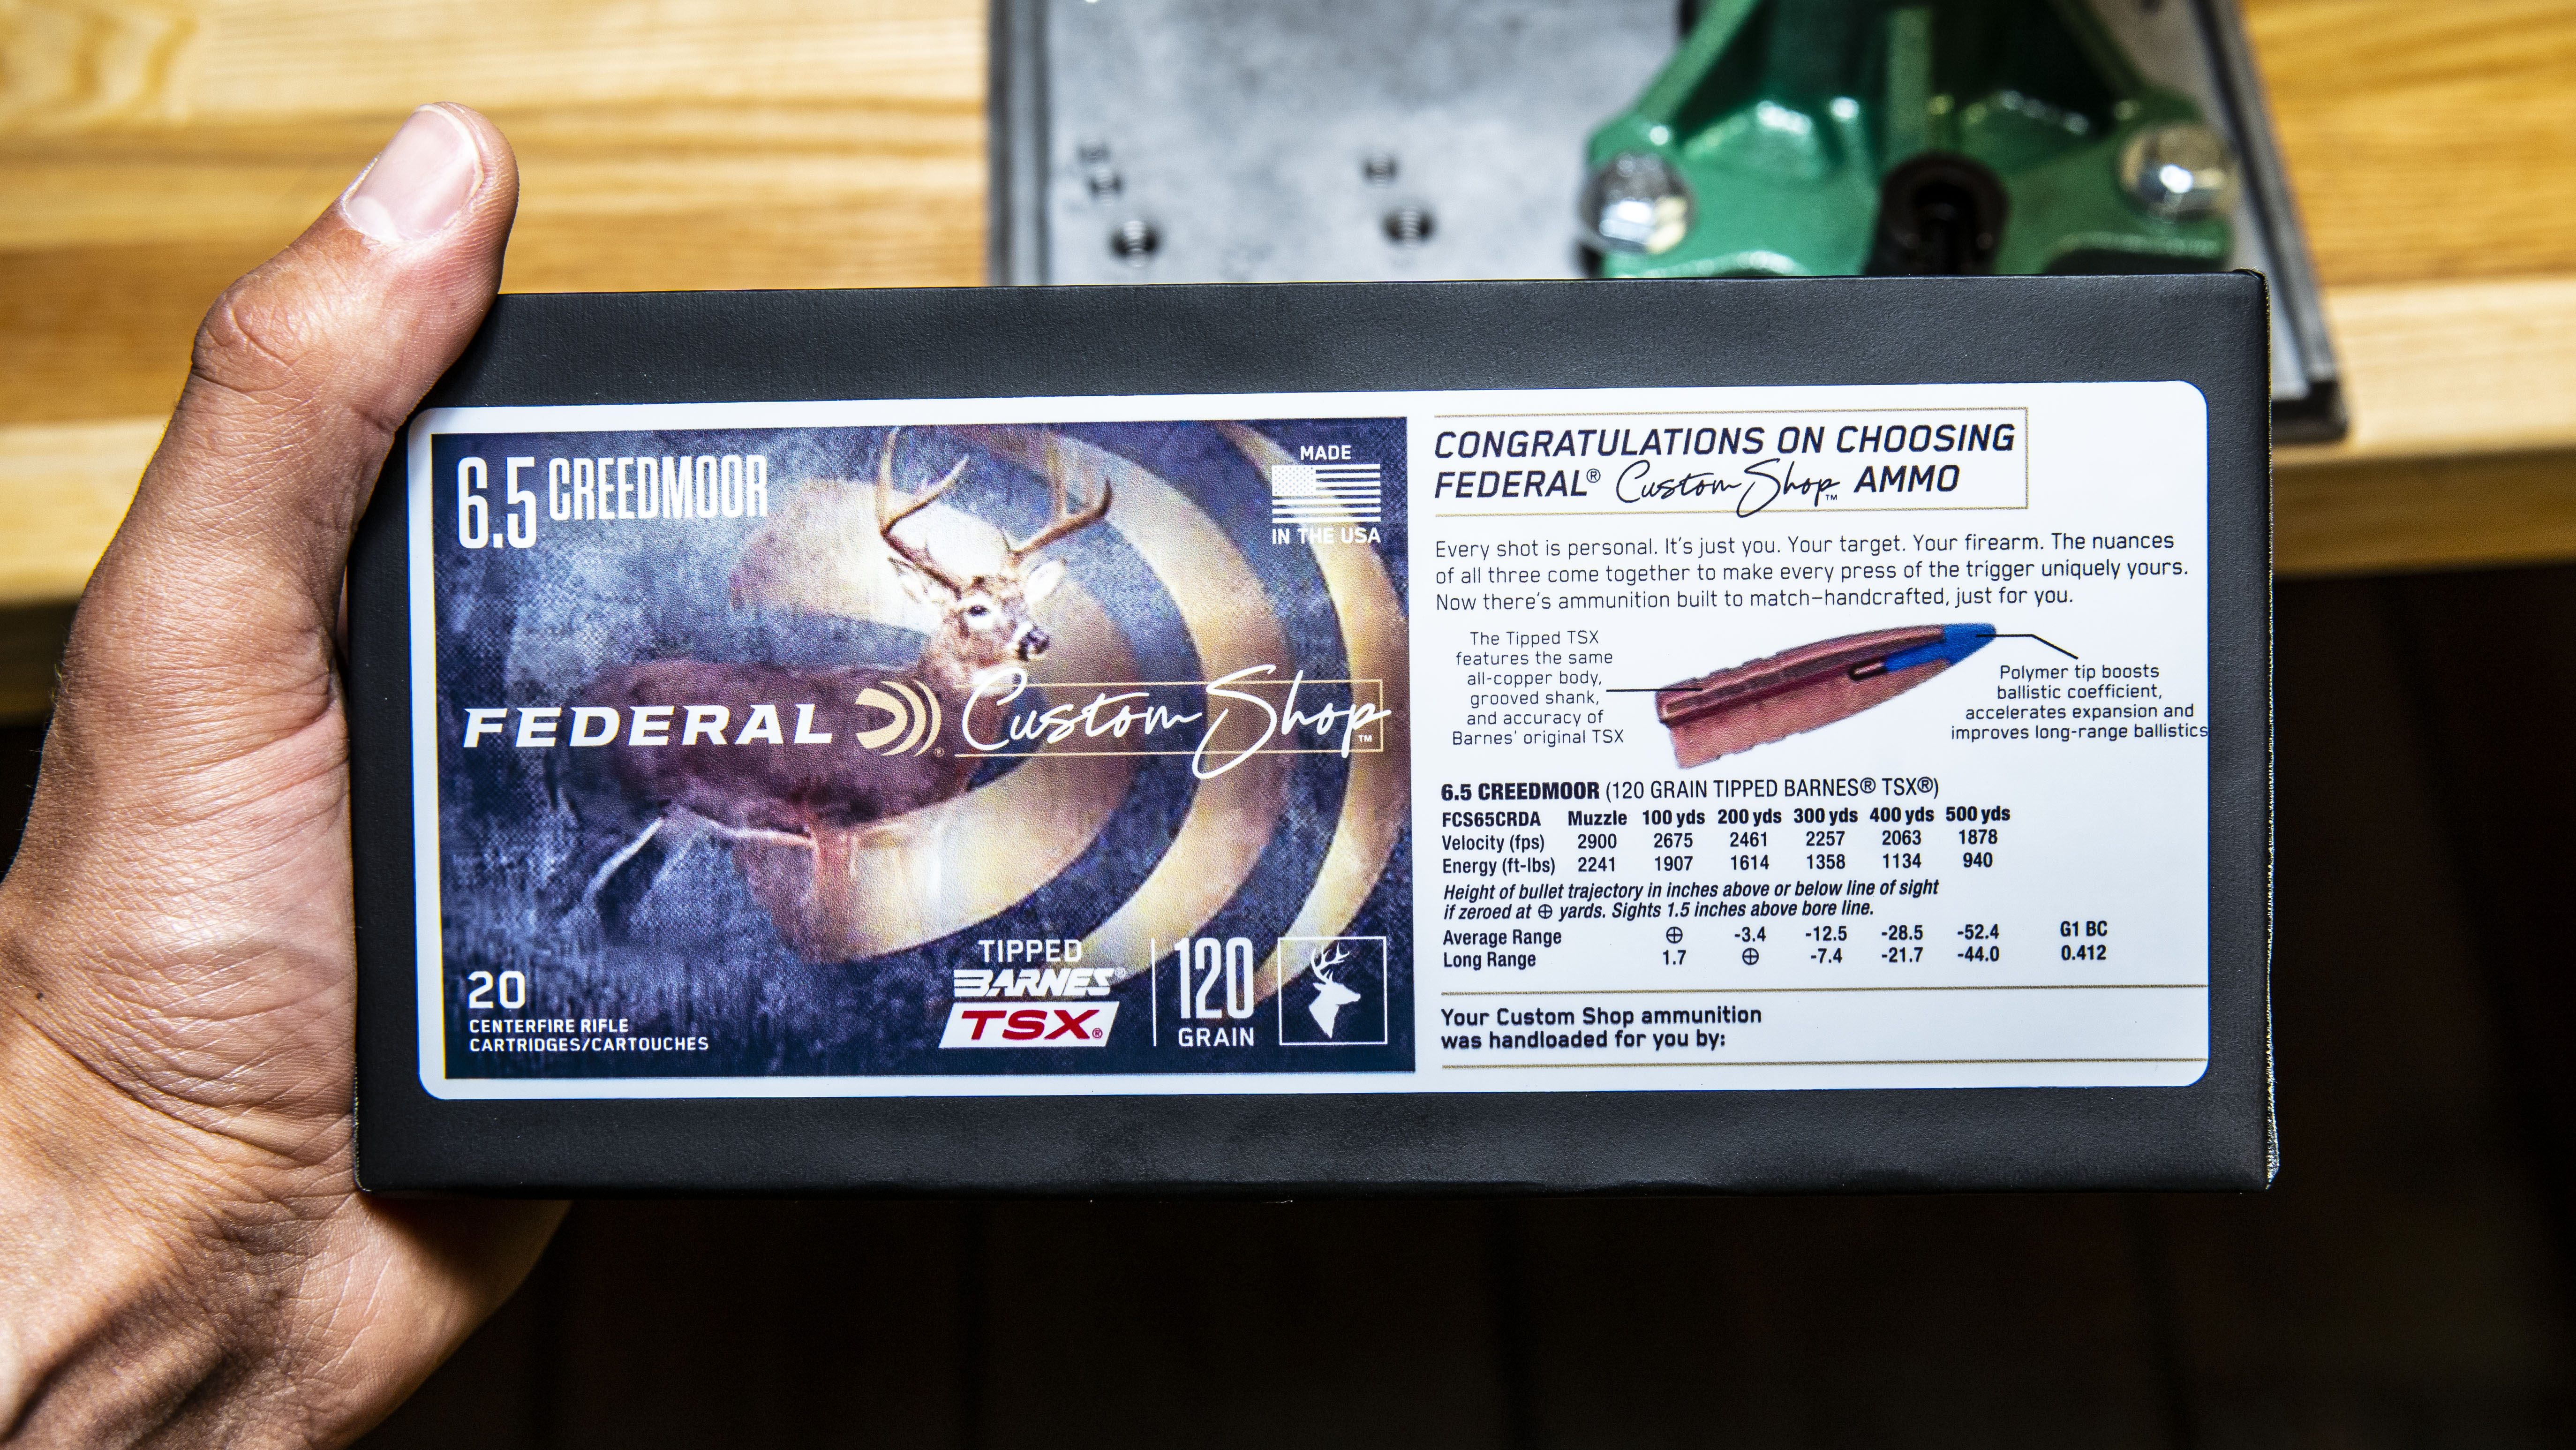 6.5 CREEDMOOR
MADE
IN THE USA
FEDERAL® Custom Shop™
20
CENTERFIRE RIFLE
CARTRIDGES/CARTOUCHES
TIPPED
BARNES®
TSX®
120
GRAIN
CONGRATULATIONS ON CHOOSING
FEDERAL® Custom Shop™ AMMO
Every shot is personal. It's just you. Your target. Your firearm. The nuances
of all three come together to make every press of the trigger uniquely yours.
Now there's ammunition built to match–handcrafted, just for you.
The Tipped TSX
features the same
all-copper body,
grooved shank,
and accuracy of
Barnes' original TSX
Polymer tip boosts
ballistic coefficient,
accelerates expansion and
improves long-range ballistics
6.5 CREEDMOOR (120 GRAIN TIPPED BARNES® TSX®)
FCS65CRDA Muzzle 100 yds 200 yds 300 yds 400 yds 500 yds
Velocity (fps) 2900 2675 2461 2257 2063 1878
Energy (ft-lbs) 2241 1907 1614 1358 1134 940
Height of bullet trajectory in inches above or below line of sight
if zeroed at ⊕ yards. Sights 1.5 inches above bore line.
Average Range ⊕ -3.4 -12.5 -28.5 -52.4 G1 BC
Long Range 1.7 ⊕ -7.4 -21.7 -44.0 0.412
Your Custom Shop ammunition
was handloaded for you by: